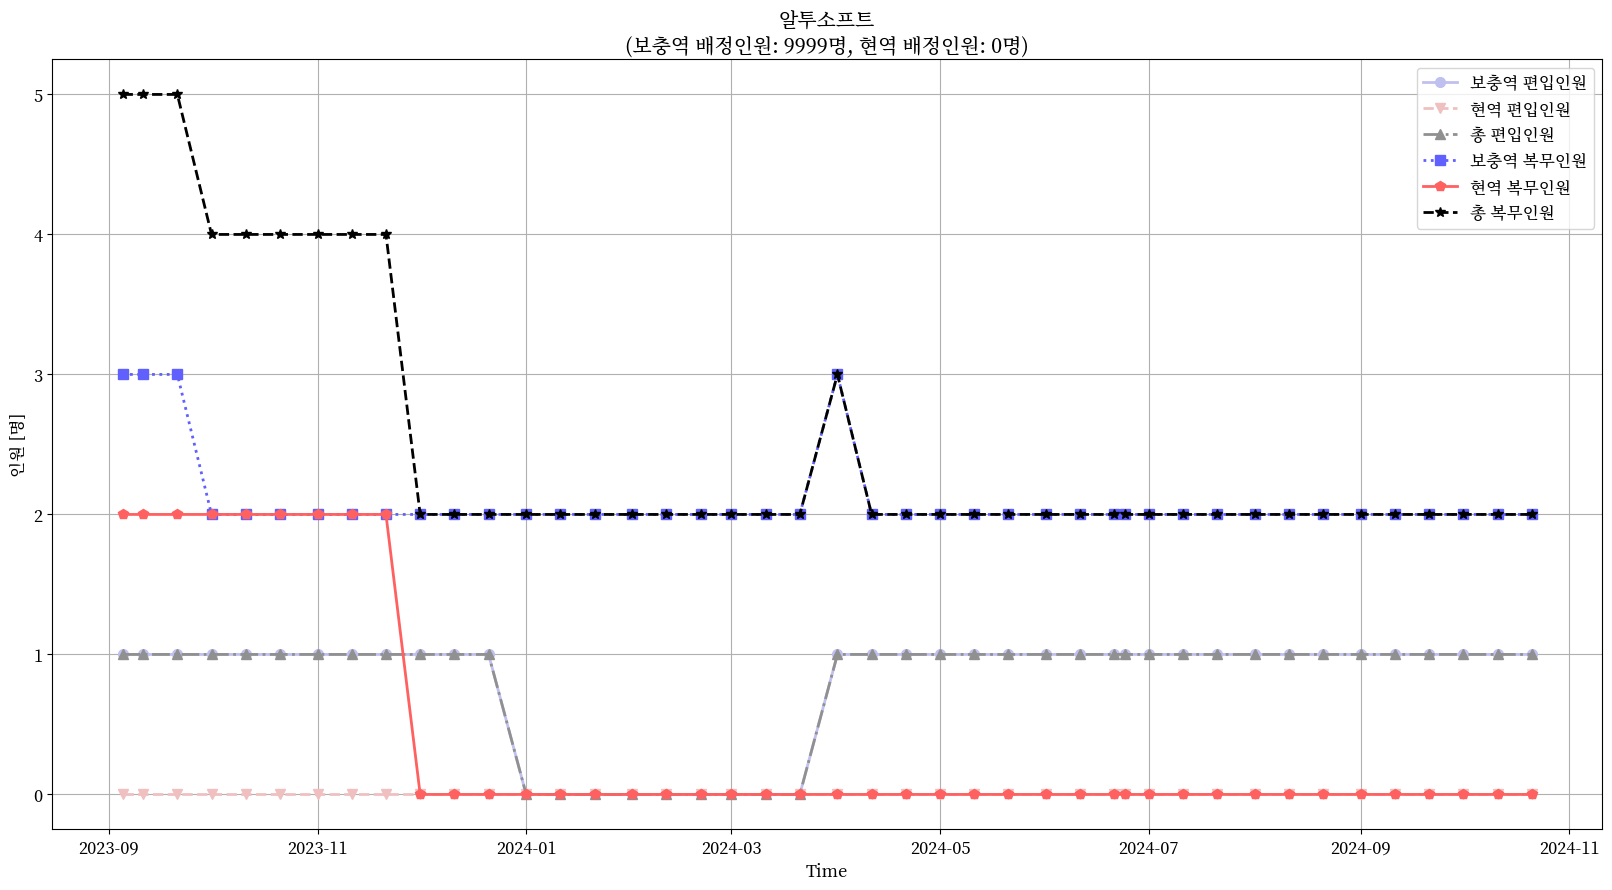 알투소프트
(보충역 배정인원: 9999명, 현역 배정인원: 0명)
보충역 편입인원
현역 편입인원
총 편입인원
보충역 복무인원
현역 복무인원
총 복무인원
인원 [명]
5
4
3
2
1
0
2023-09
2023-11
2024-01
2024-03
2024-05
2024-07
2024-09
2024-11
Time